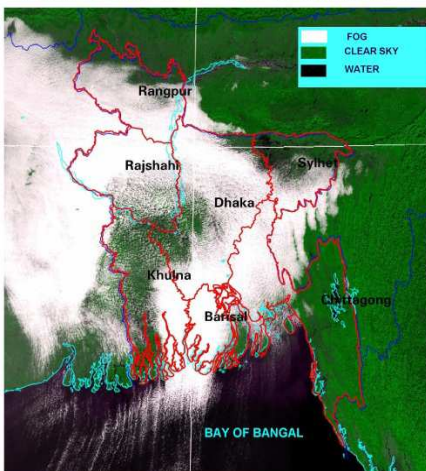 FOG
CLEAR SKY
WATER
Rangpur
Rajshahi
Sylhet
Dhaka
Khulna
Barisal
Chittagong
BAY OF BANGAL